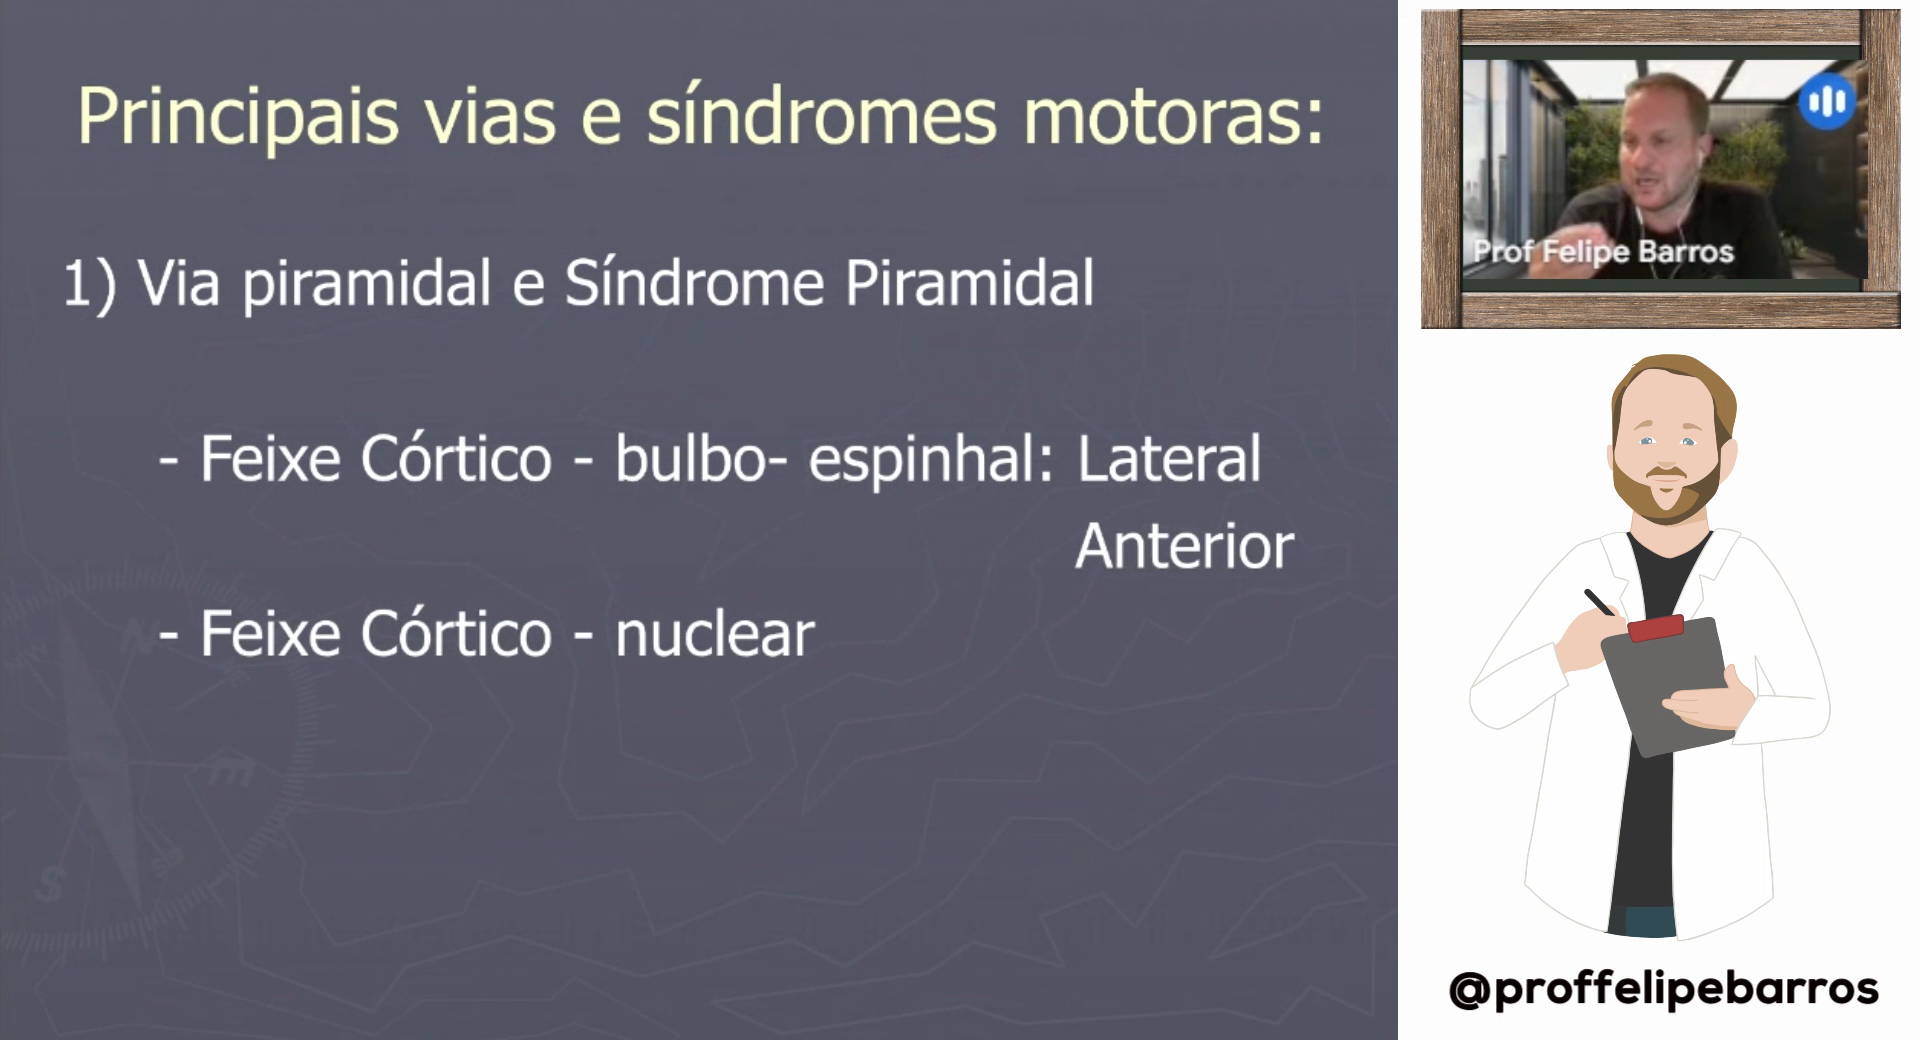 Principais vias e síndromes motoras:
1) Via piramidal e Síndrome Piramidal
- Feixe Córtico - bulbo- espinhal: Lateral
Anterior
- Feixe Córtico - nuclear
Prof Felipe Barros
@proffelipebarros